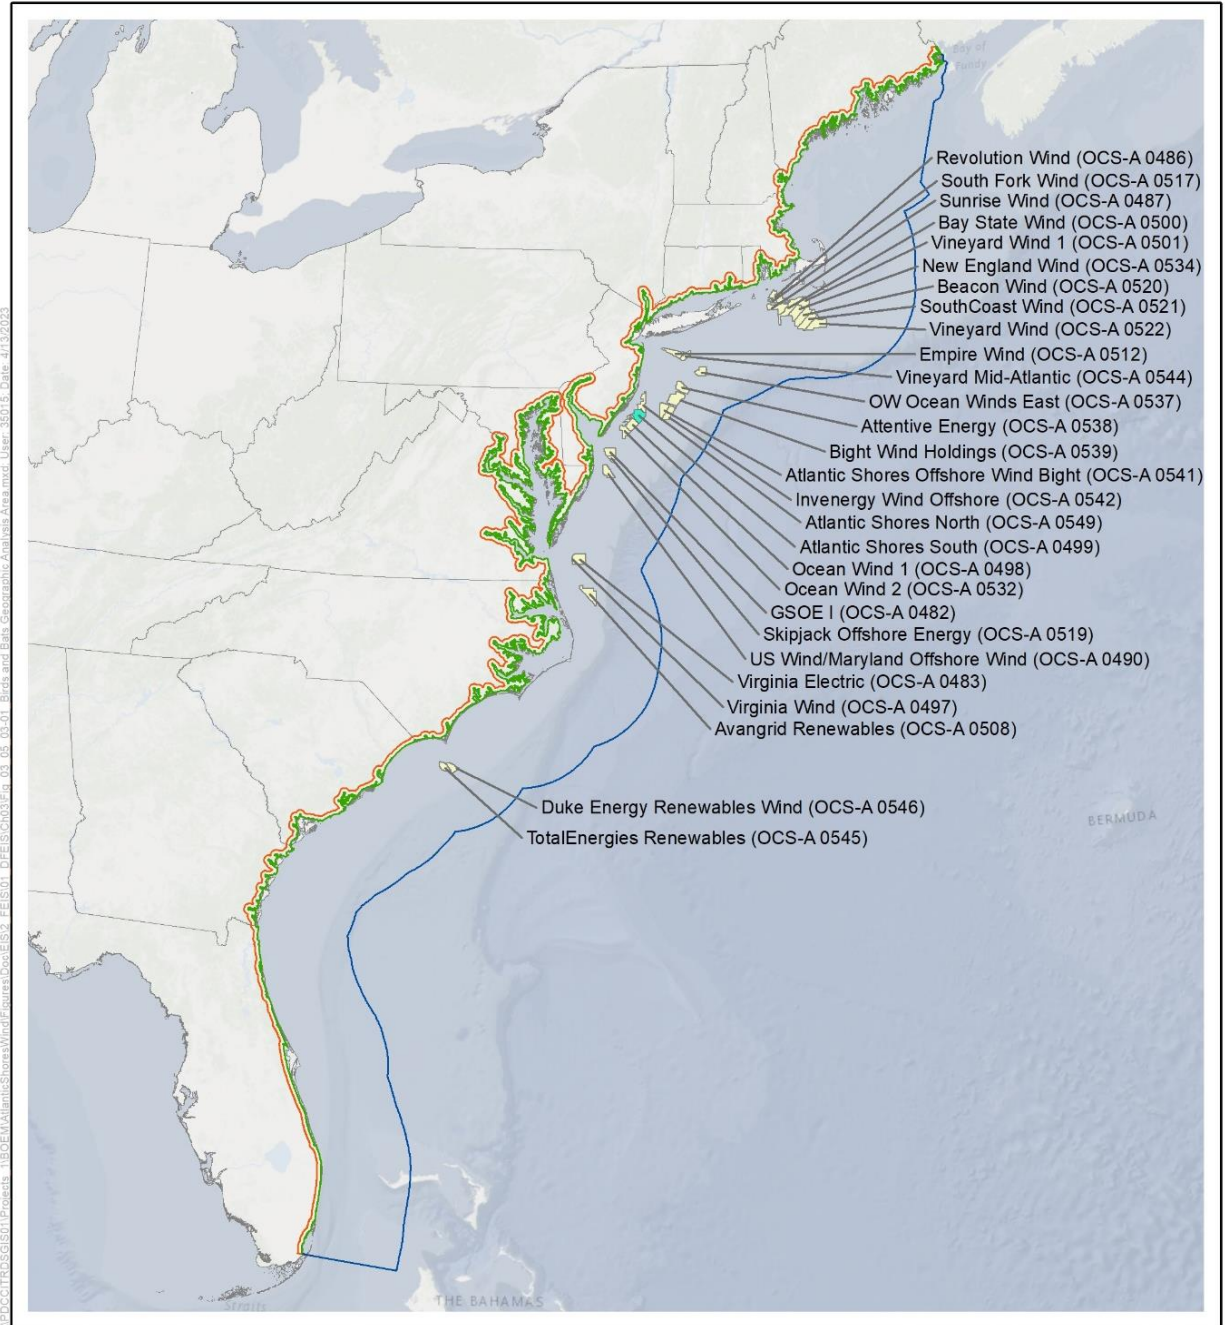 Bay of
Fundy
Revolution Wind (OCS-A 0486)
South Fork Wind (OCS-A 0517)
Sunrise Wind (OCS-A 0487)
Bay State Wind (OCS-A 0500)
Vineyard Wind 1 (OCS-A 0501)
New England Wind (OCS-A 0534)
Beacon Wind (OCS-A 0520)
SouthCoast Wind (OCS-A 0521)
Vineyard Wind (OCS-A 0522)
Empire Wind (OCS-A 0512)
Vineyard Mid-Atlantic (OCS-A 0544)
OW Ocean Winds East (OCS-A 0537)
Attentive Energy (OCS-A 0538)
Bight Wind Holdings (OCS-A 0539)
Atlantic Shores Offshore Wind Bight (OCS-A 0541)
Invenergy Wind Offshore (OCS-A 0542)
Atlantic Shores North (OCS-A 0549)
Atlantic Shores South (OCS-A 0499)
Ocean Wind 1 (OCS-A 0498)
Ocean Wind 2 (OCS-A 0532)
GSOE I (OCS-A 0482)
Skipjack Offshore Energy (OCS-A 0519)
US Wind/Maryland Offshore Wind (OCS-A 0490)
Virginia Electric (OCS-A 0483)
Virginia Wind (OCS-A 0497)
Avangrid Renewables (OCS-A 0508)
Duke Energy Renewables Wind (OCS-A 0546)
TotalEnergies Renewables (OCS-A 0545)
BERMUDA
THE BAHAMAS
Straits